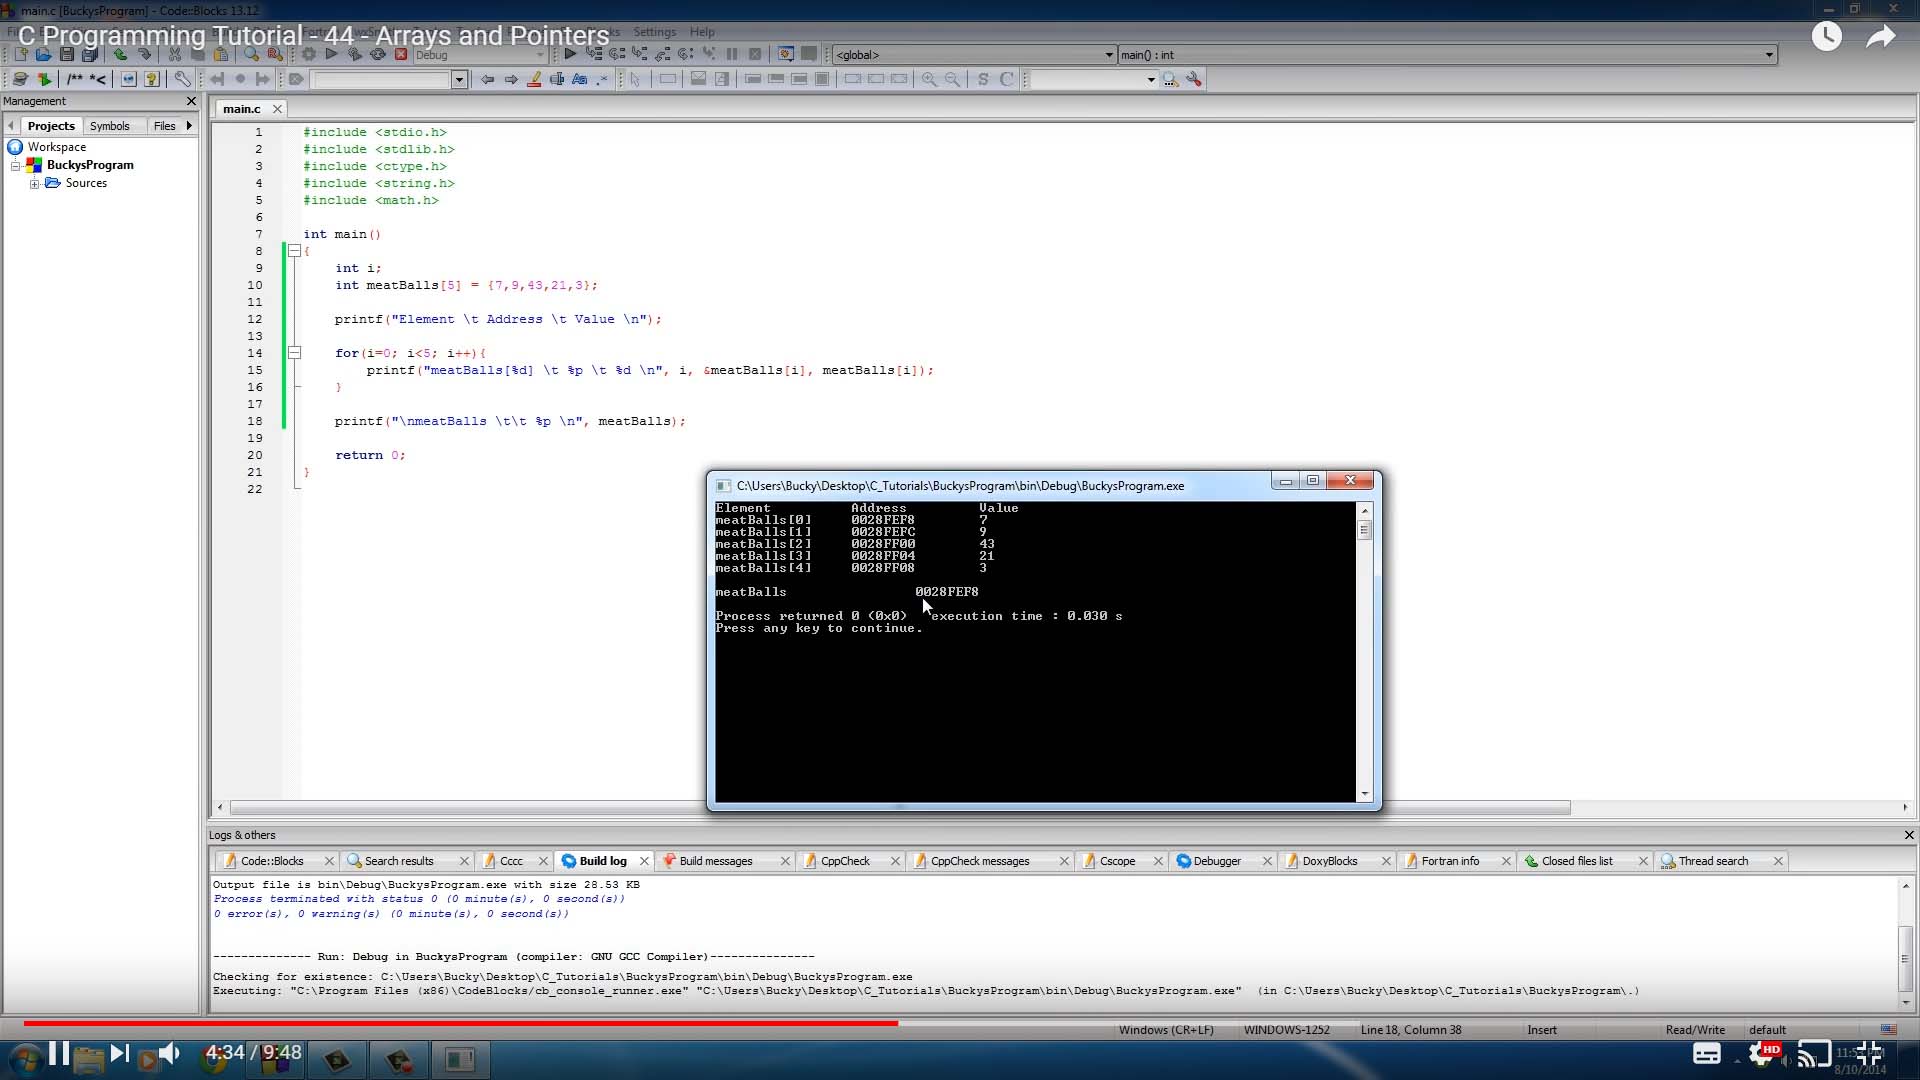 main.c [BuckysProgram] - Code::Blocks 13.12
C Programming Tutorial - 44 - Arrays and Pointers
Settings Help
Debug
<global>
main() : int
/** *<
Management
main.c
Projects Symbols Files
Workspace
BuckysProgram
Sources
1 #include <stdio.h>
2 #include <stdlib.h>
3 #include <ctype.h>
4 #include <string.h>
5 #include <math.h>
6
7 int main()
8 {
9 int i;
10 int meatBalls[5] = {7,9,43,21,3};
11
12 printf("Element \t Address \t Value \n");
13
14 for(i=0; i<5; i++){
15 printf("meatBalls[%d] \t %p \t %d \n", i, &meatBalls[i], meatBalls[i]);
16 }
17
18 printf("\nmeatBalls \t\t %p \n", meatBalls);
19
20 return 0;
21 }
22
C:\Users\Bucky\Desktop\C_Tutorials\BuckysProgram\bin\Debug\BuckysProgram.exe
Element Address Value
meatBalls[0] 0028FEF8 7
meatBalls[1] 0028FEFC 9
meatBalls[2] 0028FF00 43
meatBalls[3] 0028FF04 21
meatBalls[4] 0028FF08 3
meatBalls 0028FEF8
Process returned 0 (0x0) execution time : 0.030 s
Press any key to continue.
Logs & others
Code::Blocks Search results Cccc Build log Build messages CppCheck CppCheck messages Cscope Debugger DoxyBlocks Fortran info Closed files list Thread search
Output file is bin\Debug\BuckysProgram.exe with size 28.53 KB
Process terminated with status 0 (0 minute(s), 0 second(s))
0 error(s), 0 warning(s) (0 minute(s), 0 second(s))
-------------- Run: Debug in BuckysProgram (compiler: GNU GCC Compiler)---------------
Checking for existence: C:\Users\Bucky\Desktop\C_Tutorials\BuckysProgram\bin\Debug\BuckysProgram.exe
Executing: "C:\Program Files (x86)\CodeBlocks/cb_console_runner.exe" "C:\Users\Bucky\Desktop\C_Tutorials\BuckysProgram\bin\Debug\BuckysProgram.exe" (in C:\Users\Bucky\Desktop\C_Tutorials\BuckysProgram\.)
Windows (CR+LF) WINDOWS-1252 Line 18, Column 38 Insert Read/Write default
4:34 / 9:48
HD
8/10/2014